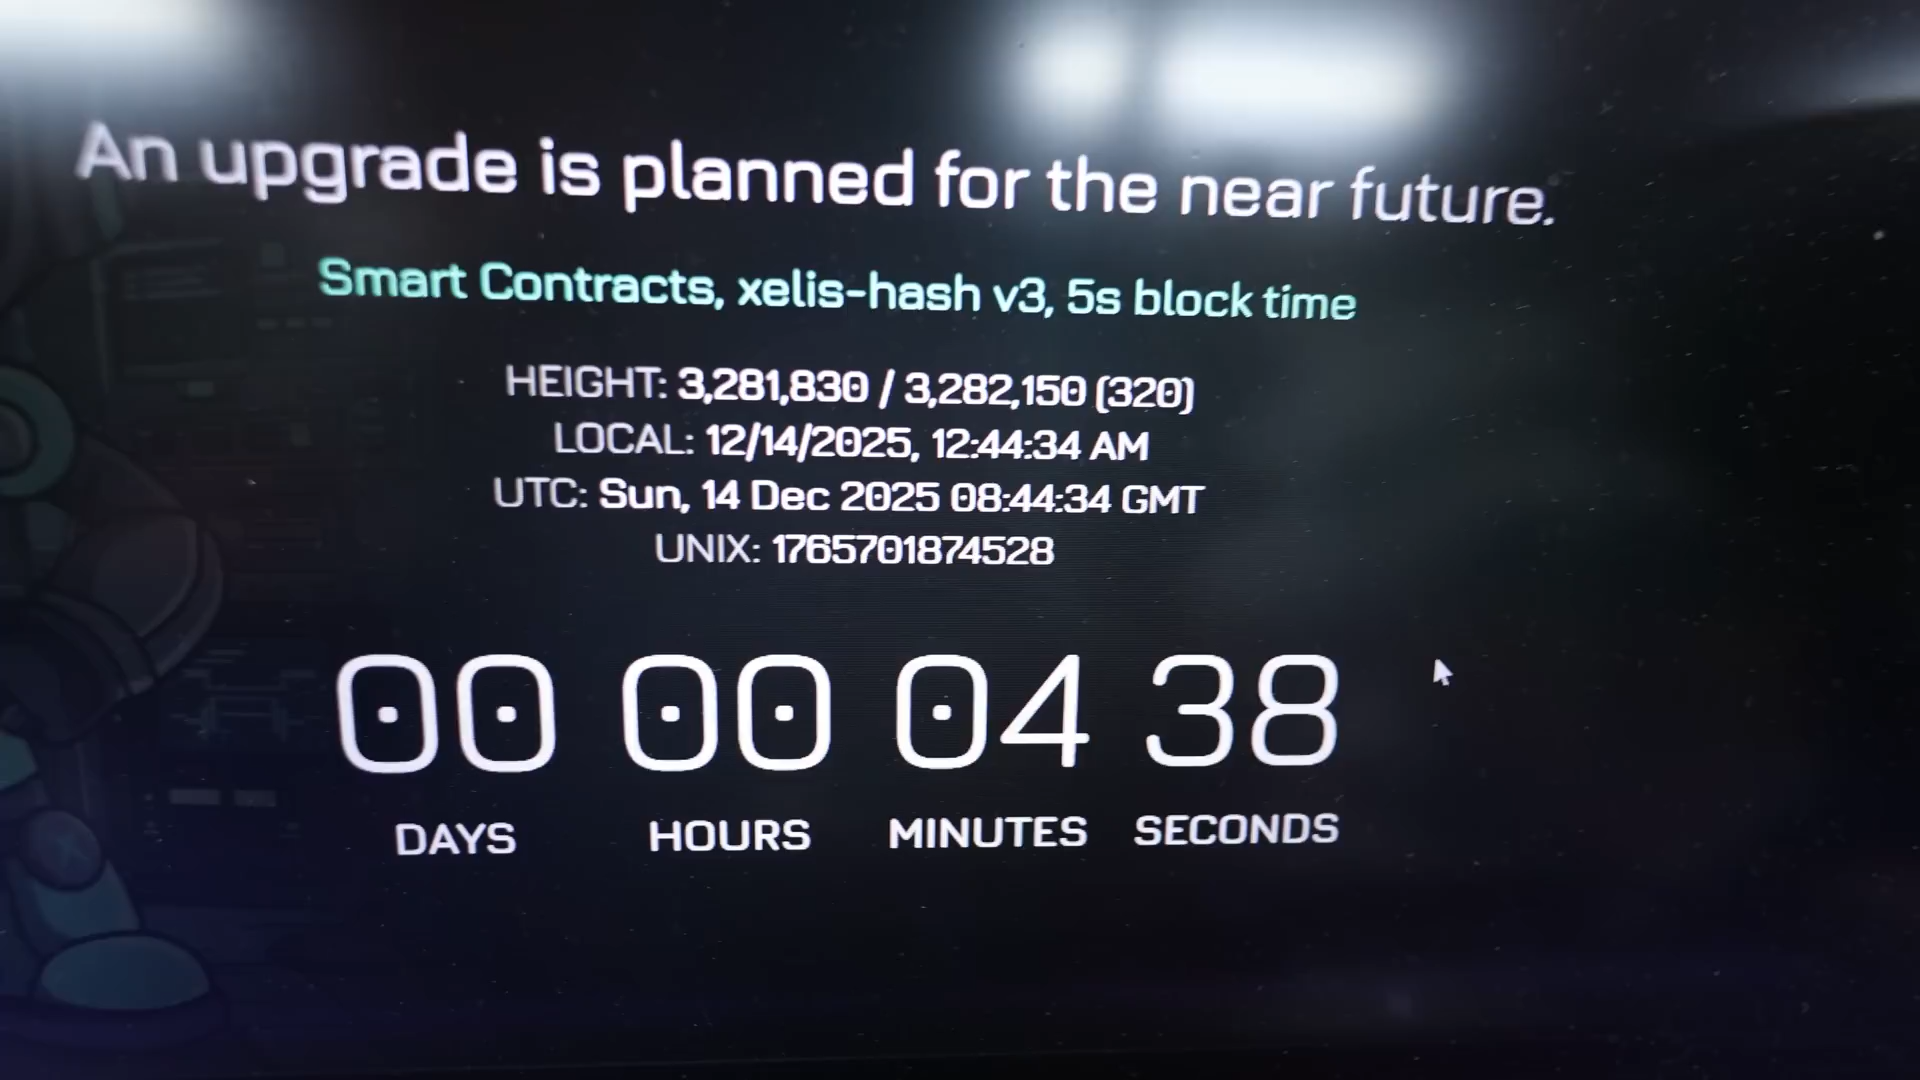 An upgrade is planned for the near future.
Smart Contracts, xelis-hash v3, 5s block time
HEIGHT: 3,281,830 / 3,282,150 (320)
LOCAL: 12/14/2025, 12:44:34 AM
UTC: Sun, 14 Dec 2025 08:44:34 GMT
UNIX: 1765701874528
00 00 04 38
DAYS HOURS MINUTES SECONDS